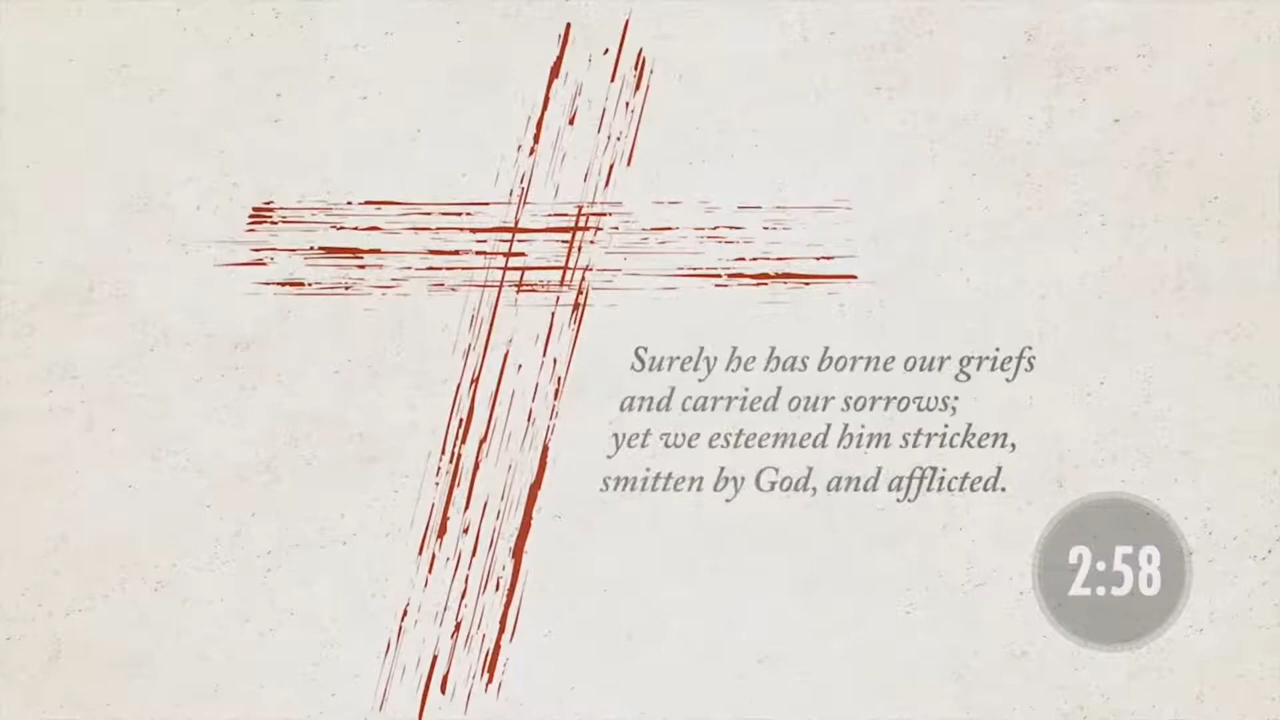 Surely he has borne our griefs
and carried our sorrows;
yet we esteemed him stricken,
smitten by God, and afflicted.
2:58